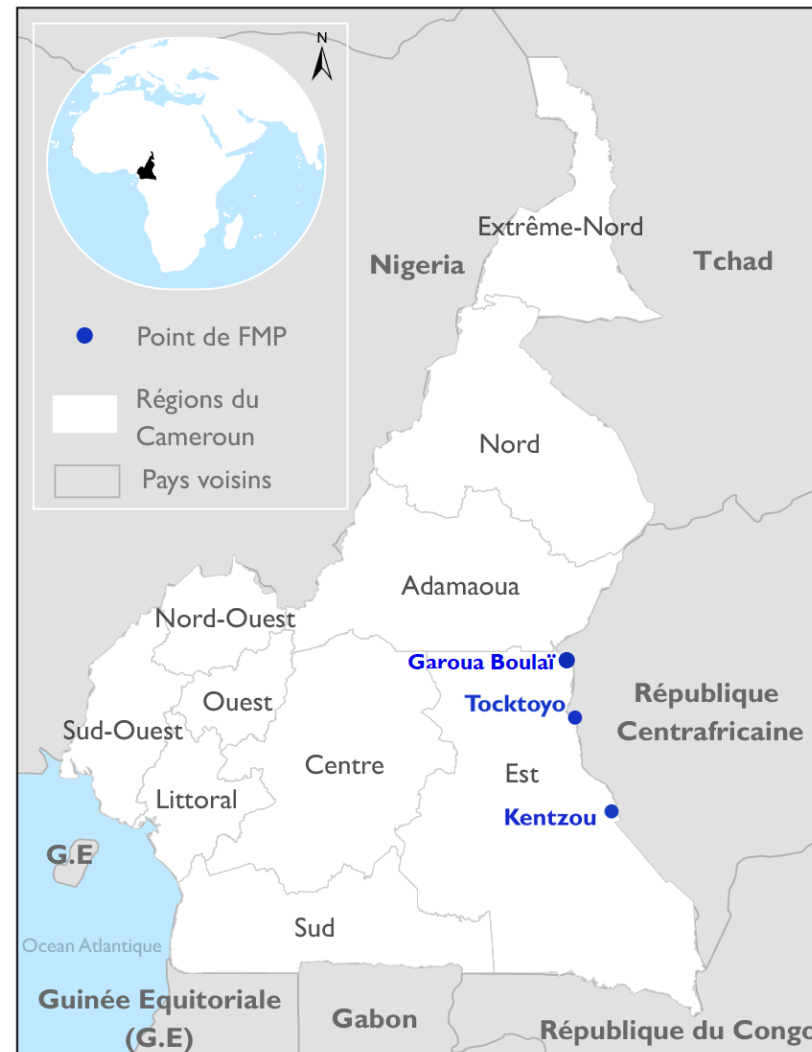 N
Point de FMP
Régions du
Cameroun
Pays voisins
Extrême-Nord
Nigeria
Tchad
Nord
Adamaoua
Nord-Ouest
Garoua Boulaï
Ouest
Tocktoyo
République
Centrafricaine
Sud-Ouest
Centre
Est
Littoral
Kentzou
G.E
Sud
Ocean Atlantique
Guinée Equitoriale
(G.E)
Gabon
République du Congo